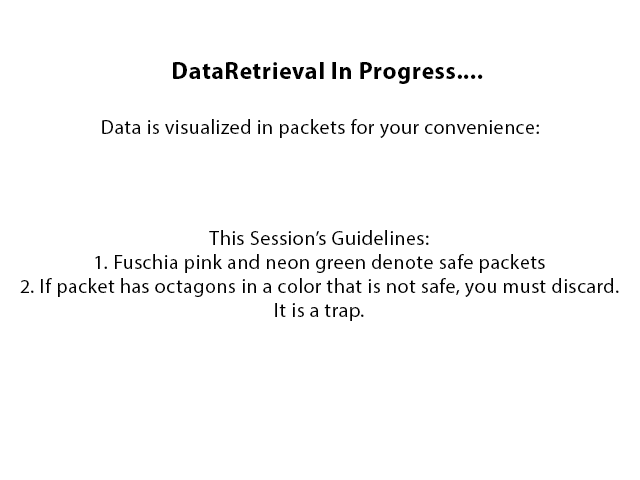 DataRetrieval In Progress....
Data is visualized in packets for your convenience:
This Session's Guidelines:
1. Fuschia pink and neon green denote safe packets
2. If packet has octagons in a color that is not safe, you must discard.
It is a trap.